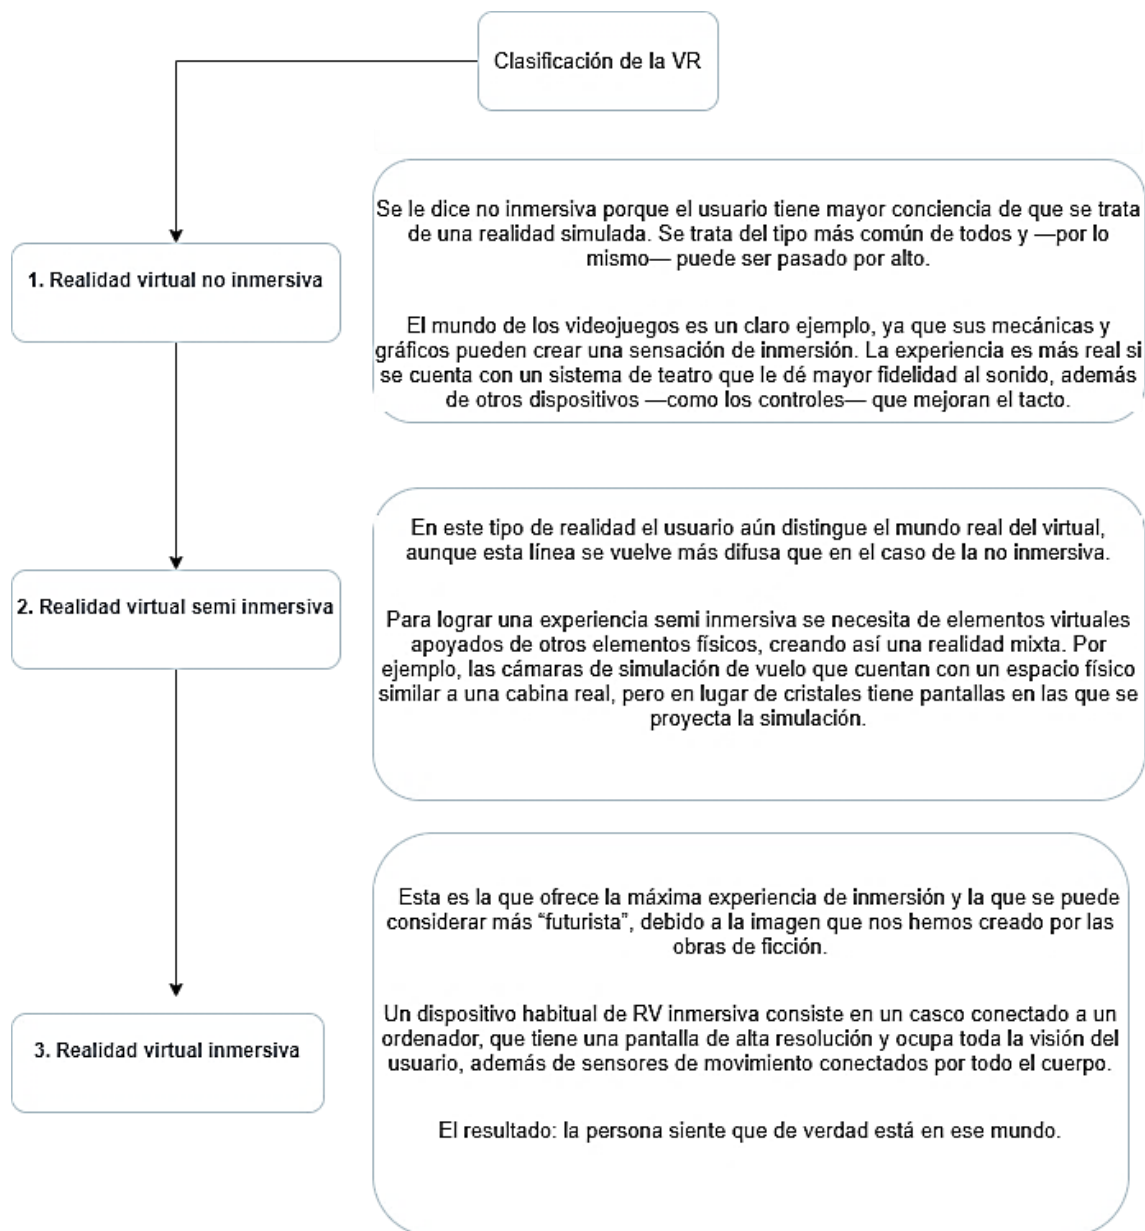 Clasificación de la VR
1. Realidad virtual no inmersiva
Se le dice no inmersiva porque el usuario tiene mayor conciencia de que se trata
de una realidad simulada. Se trata del tipo más común de todos y —por lo
mismo— puede ser pasado por alto.
El mundo de los videojuegos es un claro ejemplo, ya que sus mecánicas y
gráficos pueden crear una sensación de inmersión. La experiencia es más real si
se cuenta con un sistema de teatro que le dé mayor fidelidad al sonido, además
de otros dispositivos —como los controles— que mejoran el tacto.
2. Realidad virtual semi inmersiva
En este tipo de realidad el usuario aún distingue el mundo real del virtual,
aunque esta línea se vuelve más difusa que en el caso de la no inmersiva.
Para lograr una experiencia semi inmersiva se necesita de elementos virtuales
apoyados de otros elementos físicos, creando así una realidad mixta. Por
ejemplo, las cámaras de simulación de vuelo que cuentan con un espacio físico
similar a una cabina real, pero en lugar de cristales tiene pantallas en las que se
proyecta la simulación.
3. Realidad virtual inmersiva
Esta es la que ofrece la máxima experiencia de inmersión y la que se puede
considerar más “futurista”, debido a la imagen que nos hemos creado por las
obras de ficción.
Un dispositivo habitual de RV inmersiva consiste en un casco conectado a un
ordenador, que tiene una pantalla de alta resolución y ocupa toda la visión del
usuario, además de sensores de movimiento conectados por todo el cuerpo.
El resultado: la persona siente que de verdad está en ese mundo.